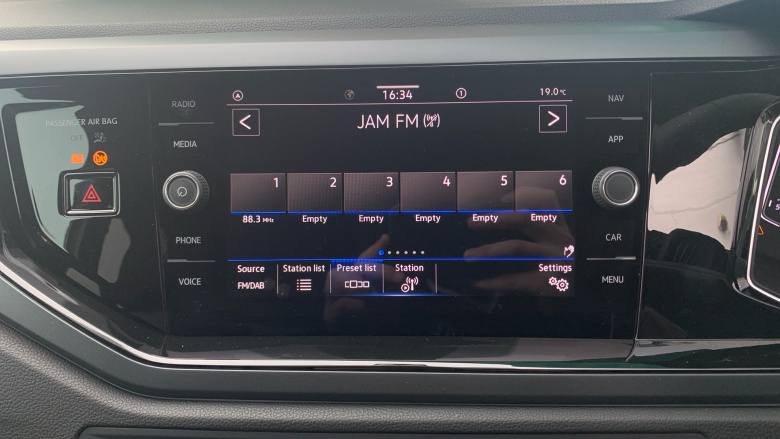 16:34
19.0°C
1
JAM FM
RADIO
MEDIA
PHONE
VOICE
NAV
APP
CAR
MENU
PASSENGER AIR BAG
OFF
1 2 3 4 5 6
88.3 MHz Empty Empty Empty Empty Empty
Source Station list Preset list Station Settings
FM/DAB